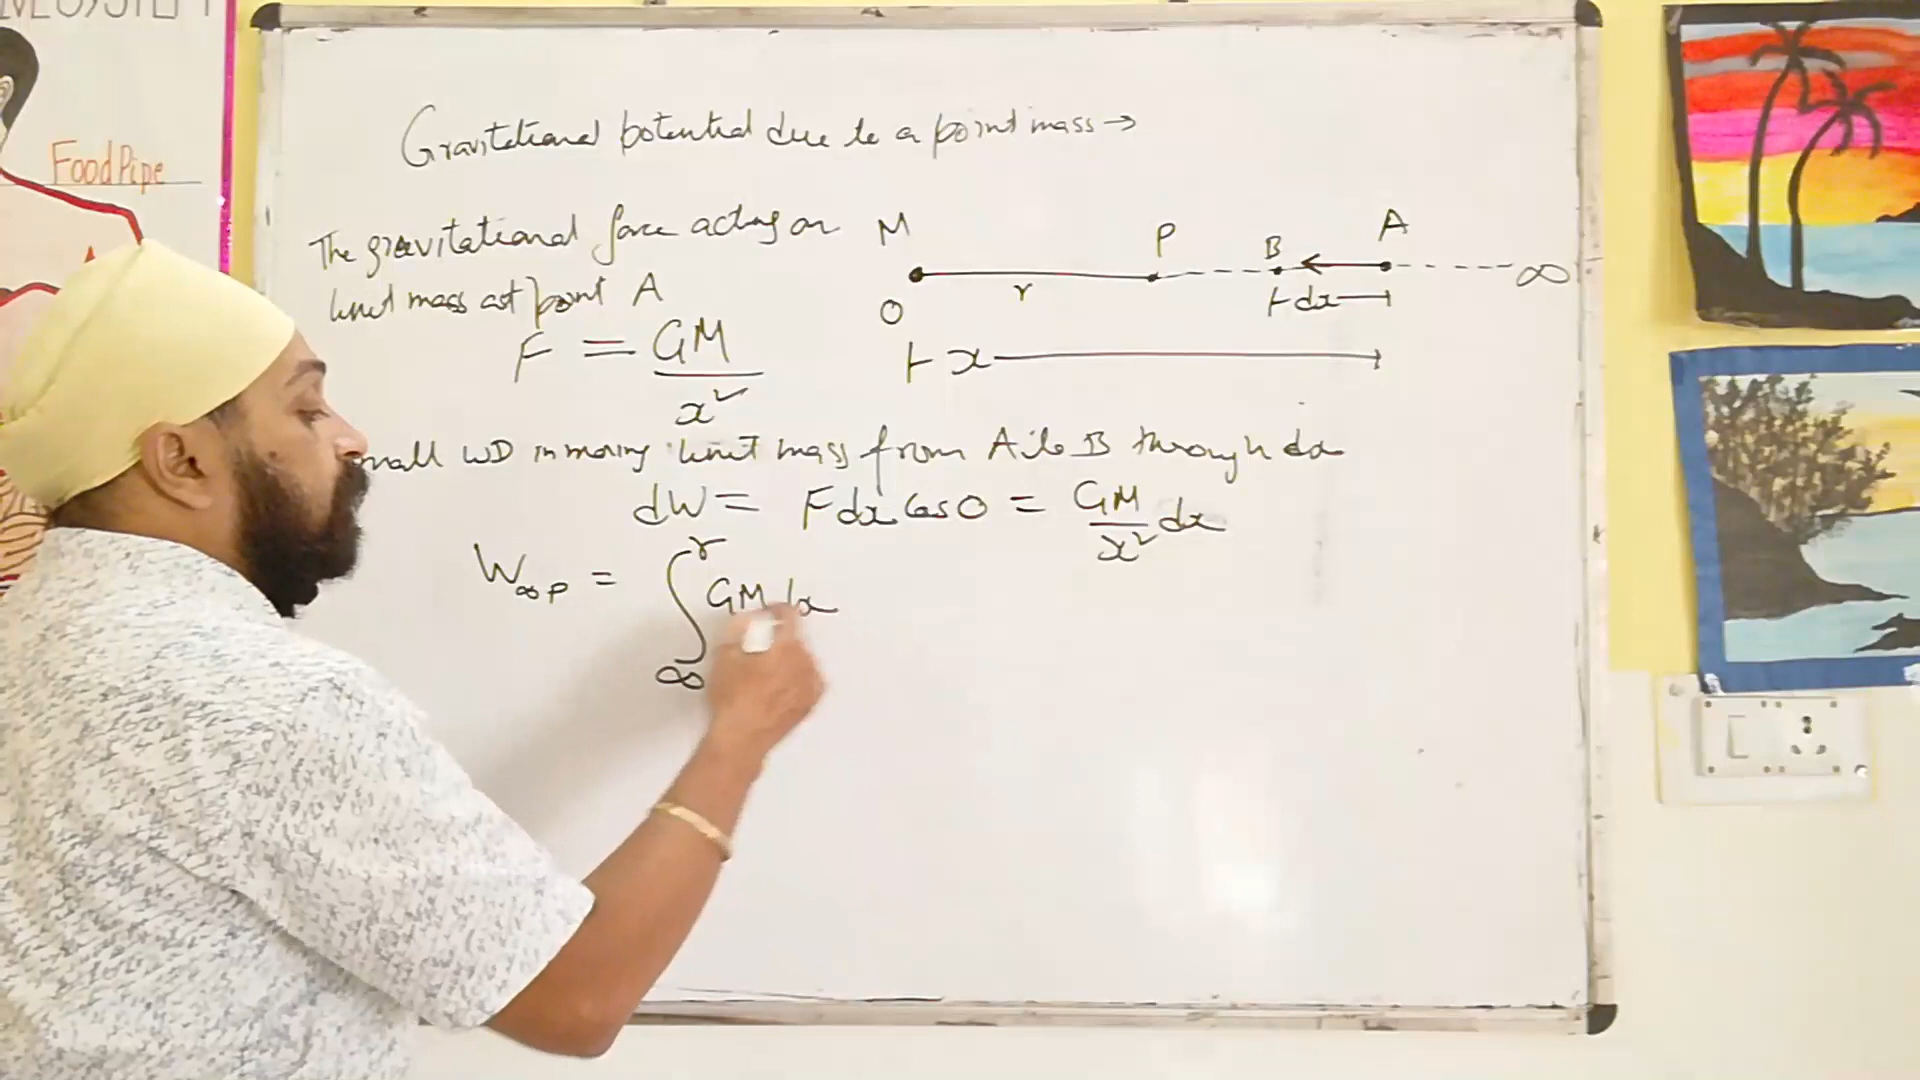 Food Pipe
Gravitational potential due to a point mass →
The gravitational force acting on
unit mass at point A
F = GM / x²
M P B A
O r dx ∞
x
Small WD in moving unit mass from A to B through dx
dW = F dx Cos 0 = GM / x² dx
W∞P = ∫ r ∞ GM dx